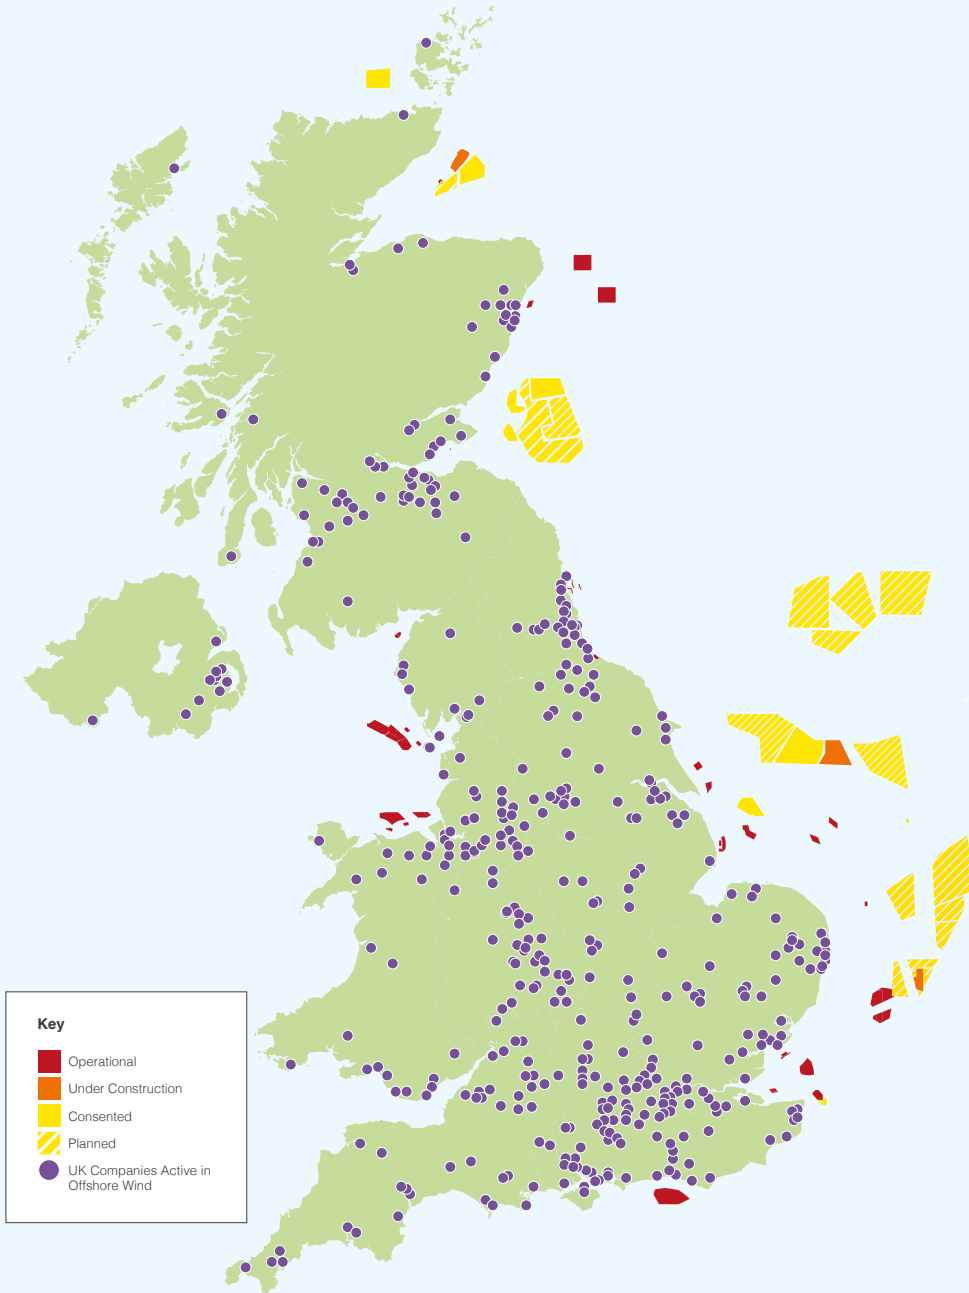 Key
Operational
Under Construction
Consented
Planned
UK Companies Active in
Offshore Wind